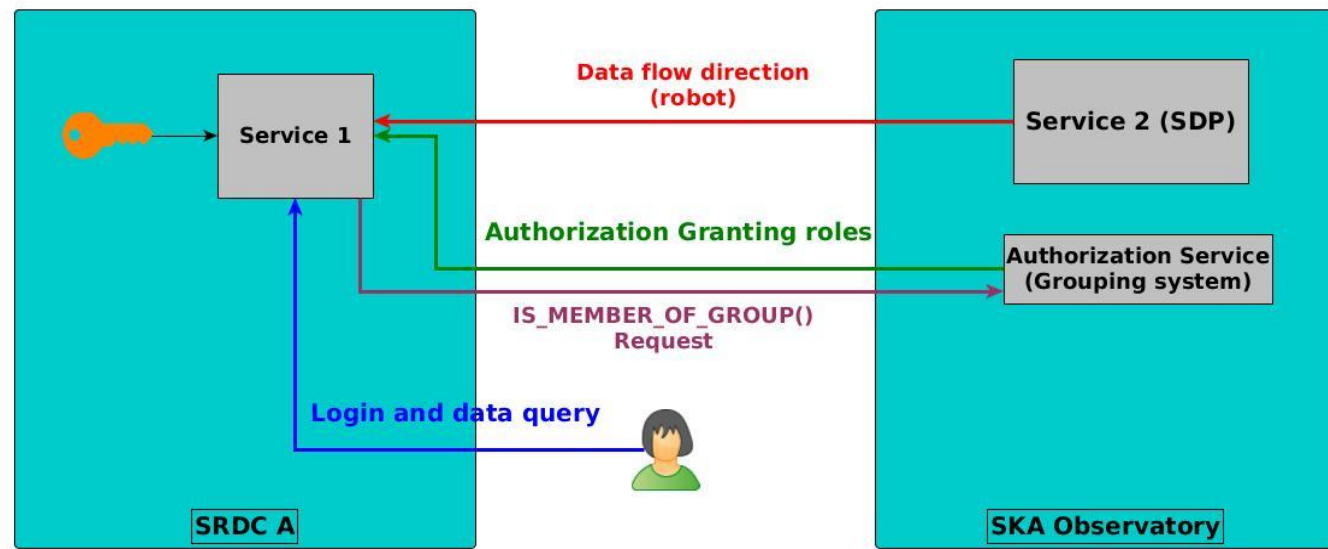 Data flow direction
(robot)
Service 1
Service 2 (SDP)
Authorization Granting roles
Authorization Service
(Grouping system)
IS_MEMBER_OF_GROUP()
Request
Login and data query
SRDC A
SKA Observatory